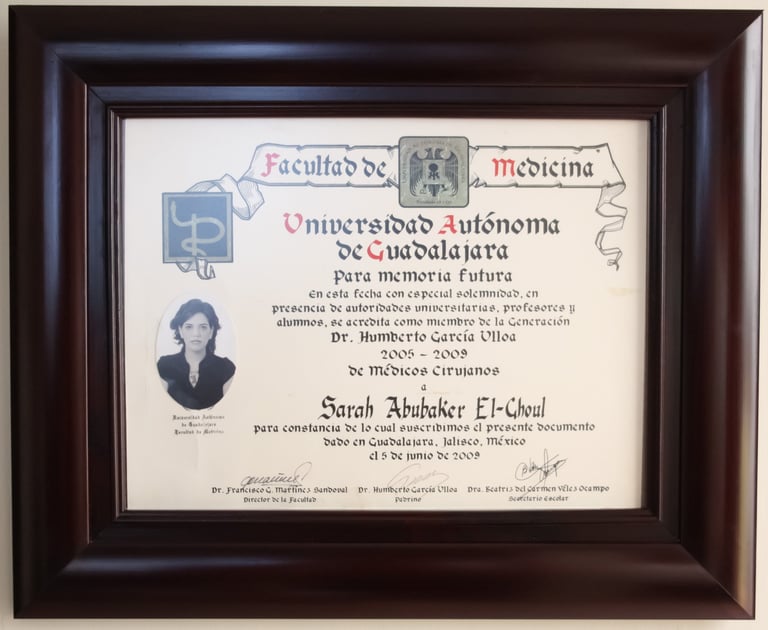 Facultad de Medicina
Universidad Autónoma
de Guadalajara
Para memoria futura
En esta fecha con especial solemnidad, en
presencia de autoridades universitarias, profesores y
alumnos, se acredita como miembro de la Generación
Dr. Humberto García Ulloa
2005 - 2009
de Médicos Cirujanos
a
Sarah Abubaker El-Ghoul
para constancia de lo cual suscribimos el presente documento
dado en Guadalajara, Jalisco, México
el 5 de junio de 2009
Universidad Autónoma
de Guadalajara
Facultad de Medicina
Dr. Francisco G. Martínez Sandoval
Director de la Facultad
Dr. Humberto García Ulloa
Padrino
Dra. Beatriz del Carmen Vélez Ocampo
Secretario Escolar